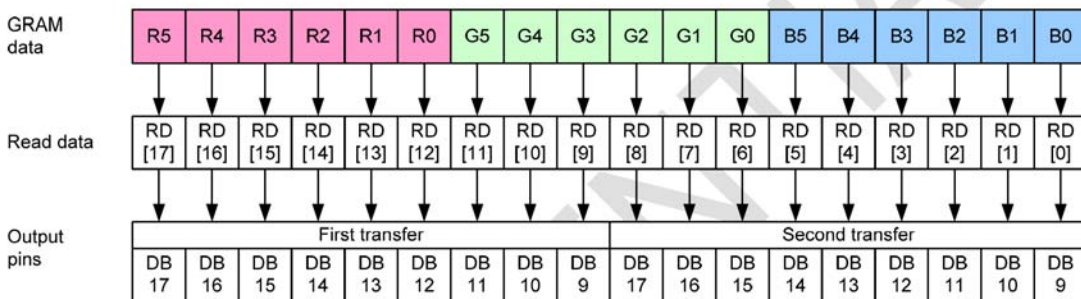 GRAM
data
R5 R4 R3 R2 R1 R0 G5 G4 G3 G2 G1 G0 B5 B4 B3 B2 B1 B0
Read data
RD RD RD RD RD RD RD RD RD RD RD RD RD RD RD RD RD RD
[17] [16] [15] [14] [13] [12] [11] [10] [9] [8] [7] [6] [5] [4] [3] [2] [1] [0]
Output
pins
First transfer Second transfer
DB DB DB DB DB DB DB DB DB DB DB DB DB DB DB DB DB DB
17 16 15 14 13 12 11 10 9 17 16 15 14 13 12 11 10 9